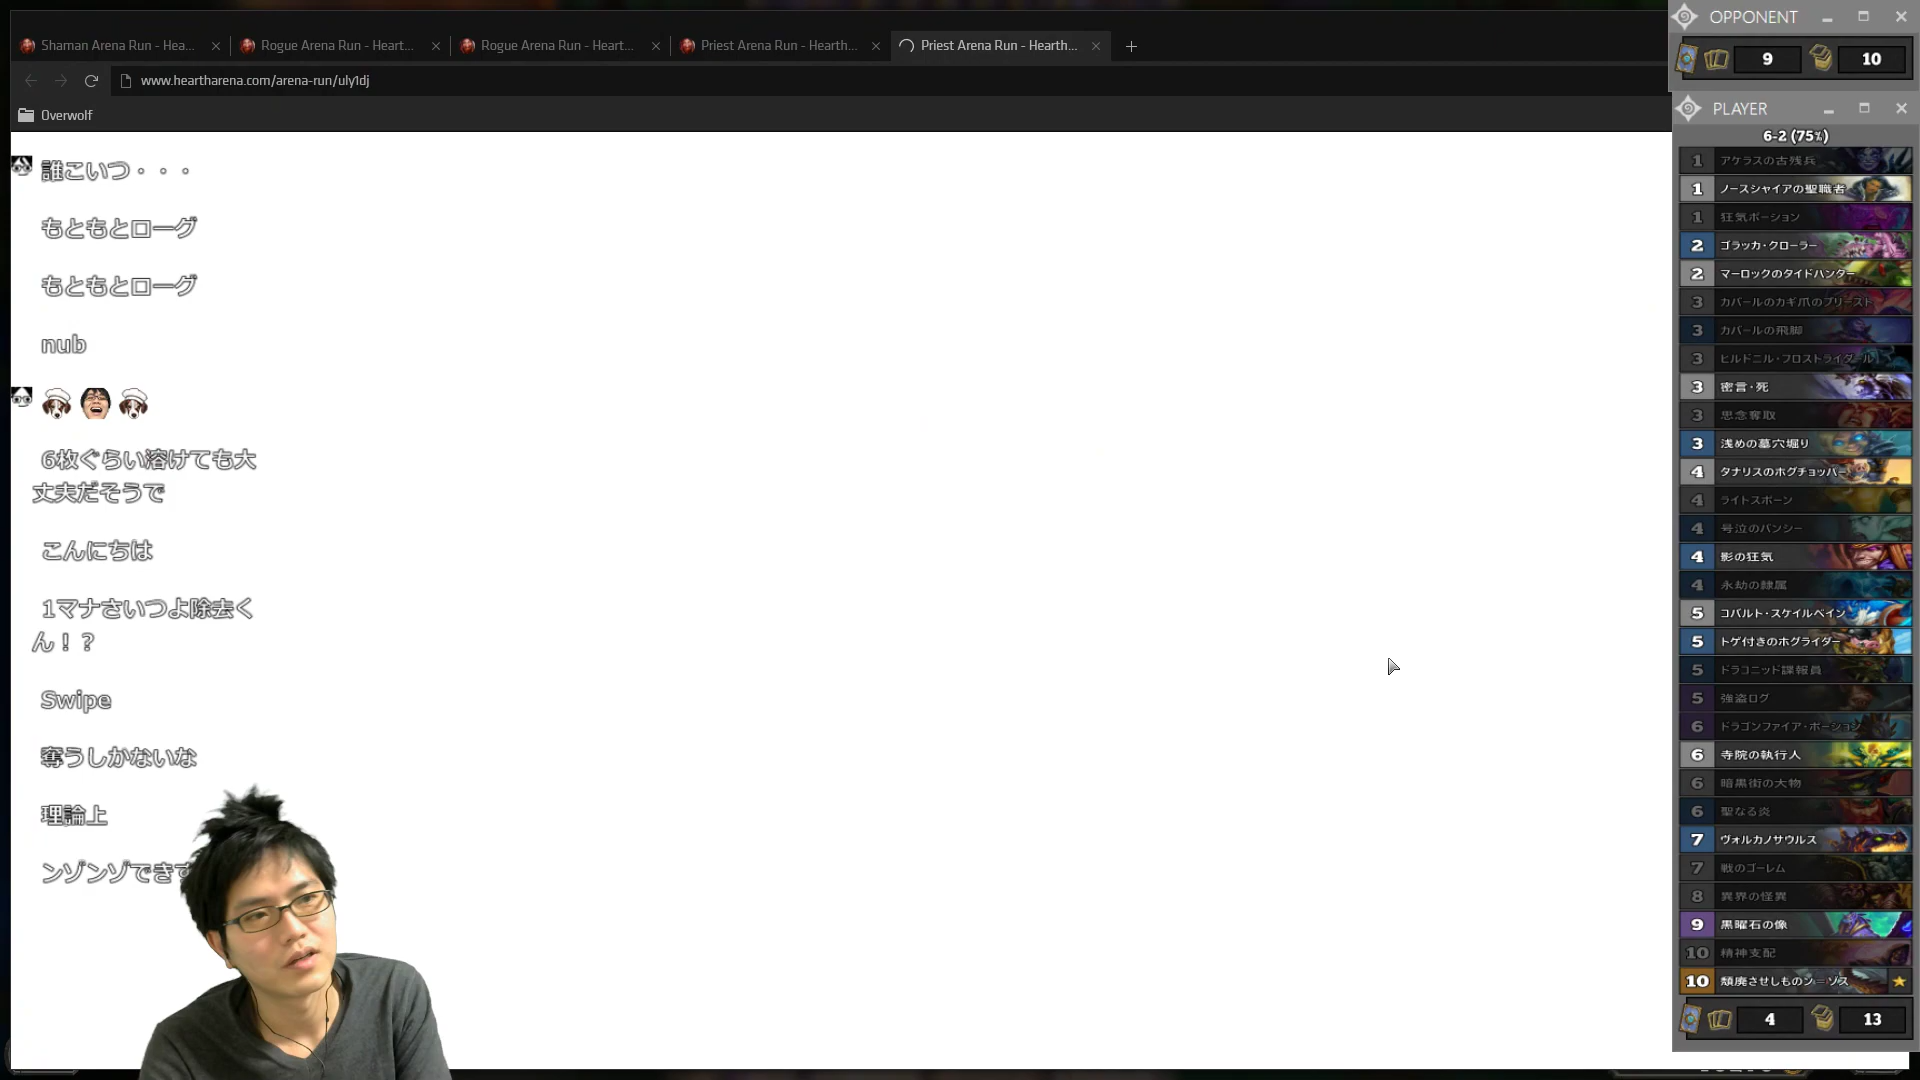 Shaman Arena Run - Hea...
Rogue Arena Run - Heart...
Rogue Arena Run - Heart...
Priest Arena Run - Hearth...
Priest Arena Run - Hearth...
www.heartharena.com/arena-run/uly1dj
Overwolf
誰こいつ・・・
もともとローグ
もともとローグ
nub
6枚ぐらい溶けても大
丈夫だそうで
こんにちは
1マナさいつよ除去く
ん！？
Swipe
奪うしかないな
理論上
ンゾンゾできす
OPPONENT
9
10
PLAYER
6-2 (75%)
1 アケラスの古残兵
1 ノースシャイアの聖職者
1 狂気ポーション
2 ゴラッカ・クローラー
2 マーロックのタイドハンター
3 カバールのカギ爪のプリースト
3 カバールの飛脚
3 ヒルドニル・フロストライダール
3 密言・死
3 思念奪取
3 浅めの墓穴堀り
4 タナリスのホグチョッパー
4 ライトスポーン
4 号泣のバンシー
4 影の狂気
4 永劫の隷属
5 コバルト・スケイルベイン
5 トゲ付きのホグライダー
5 ドラコニッド諜報員
5 強盗ログ
6 ドラゴンファイア・ポーション
6 寺院の執行人
6 暗黒街の大物
6 聖なる炎
7 ヴォルカノサウルス
7 戦のゴーレム
8 異界の怪異
9 黒曜石の像
10 精神支配
10 頽廃させしものン＝ゾス
4
13